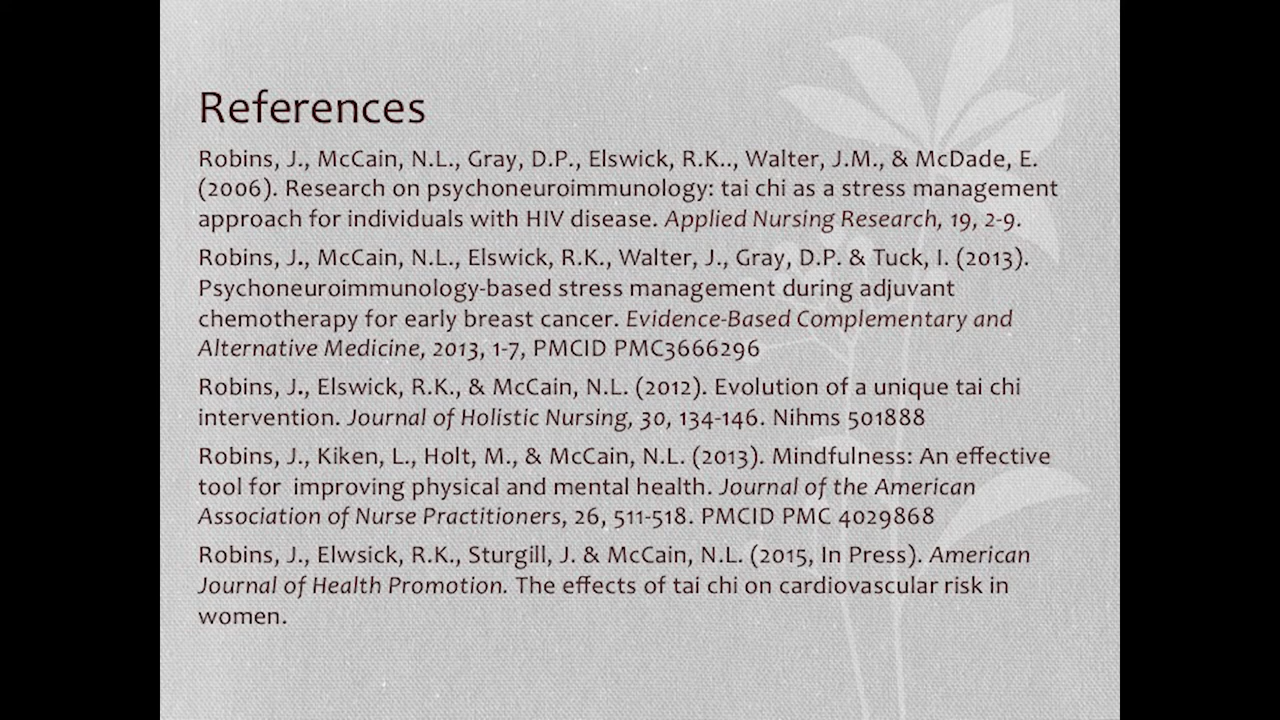 References
Robins, J., McCain, N.L., Gray, D.P., Elswick, R.K.., Walter, J.M., & McDade, E.
(2006). Research on psychoneuroimmunology: tai chi as a stress management
approach for individuals with HIV disease. Applied Nursing Research, 19, 2-9.
Robins, J., McCain, N.L., Elswick, R.K., Walter, J., Gray, D.P. & Tuck, I. (2013).
Psychoneuroimmunology-based stress management during adjuvant
chemotherapy for early breast cancer. Evidence-Based Complementary and
Alternative Medicine, 2013, 1-7, PMCID PMC3666296
Robins, J., Elswick, R.K., & McCain, N.L. (2012). Evolution of a unique tai chi
intervention. Journal of Holistic Nursing, 30, 134-146. Nihms 501888
Robins, J., Kiken, L., Holt, M., & McCain, N.L. (2013). Mindfulness: An effective
tool for  improving physical and mental health. Journal of the American
Association of Nurse Practitioners, 26, 511-518. PMCID PMC 4029868
Robins, J., Elwsick, R.K., Sturgill, J. & McCain, N.L. (2015, In Press). American
Journal of Health Promotion. The effects of tai chi on cardiovascular risk in
women.